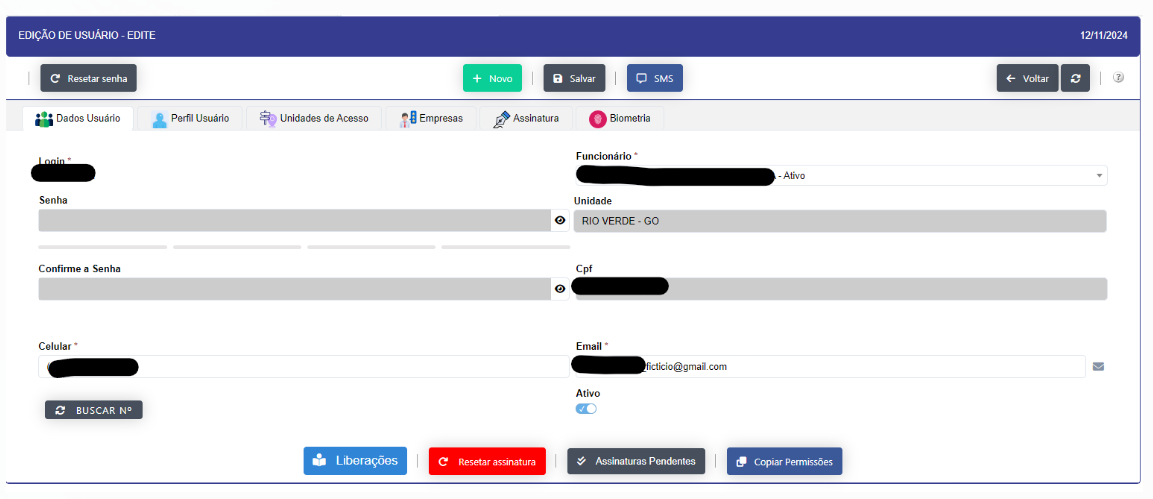 EDIÇÃO DE USUÁRIO - EDITE
12/11/2024
Resetar senha
Novo
Salvar
SMS
Voltar
Dados Usuário
Perfil Usuário
Unidades de Acesso
Empresas
Assinatura
Biometria
Login *
Funcionário *
- Ativo
Senha
Unidade
RIO VERDE - GO
Confirme a Senha
Cpf
Celular *
Email *
ficticio@gmail.com
BUSCAR Nº
Ativo
Liberações
Resetar assinatura
Assinaturas Pendentes
Copiar Permissões